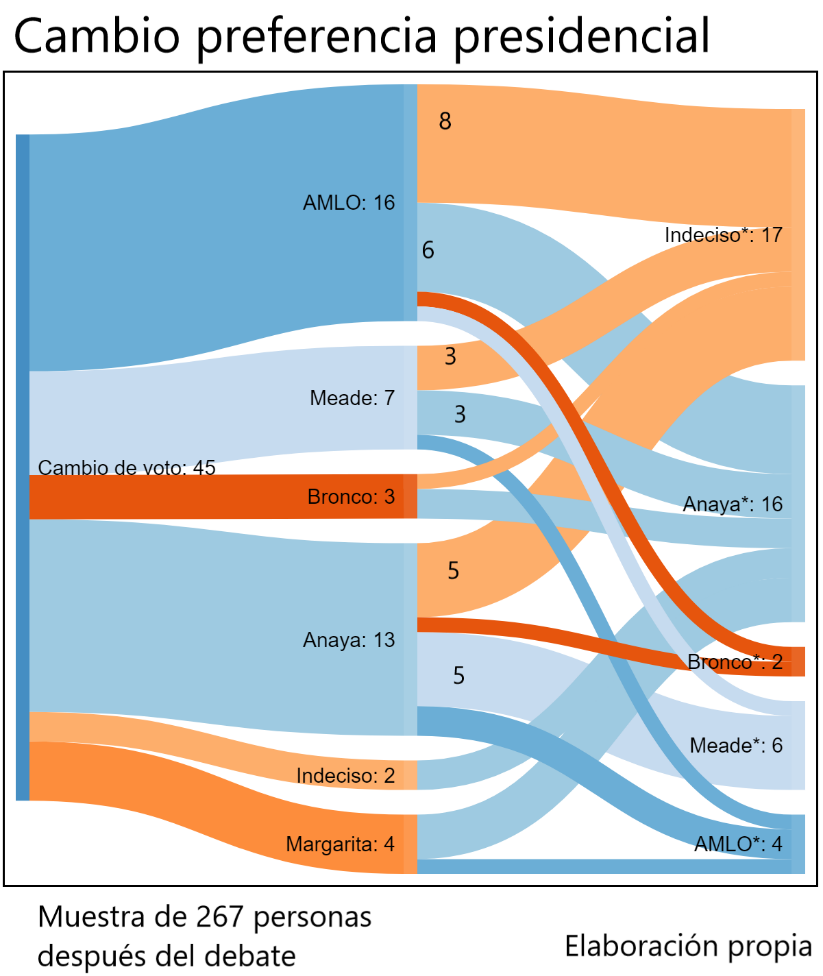 Cambio preferencia presidencial
8
AMLO: 16
Indeciso*: 17
6
3
Meade: 7
3
Cambio de voto: 45
Bronco: 3
Anaya*: 16
5
Anaya: 13
Bronco*: 2
5
Meade*: 6
Indeciso: 2
Margarita: 4
AMLO*: 4
Muestra de 267 personas
después del debate
Elaboración propia